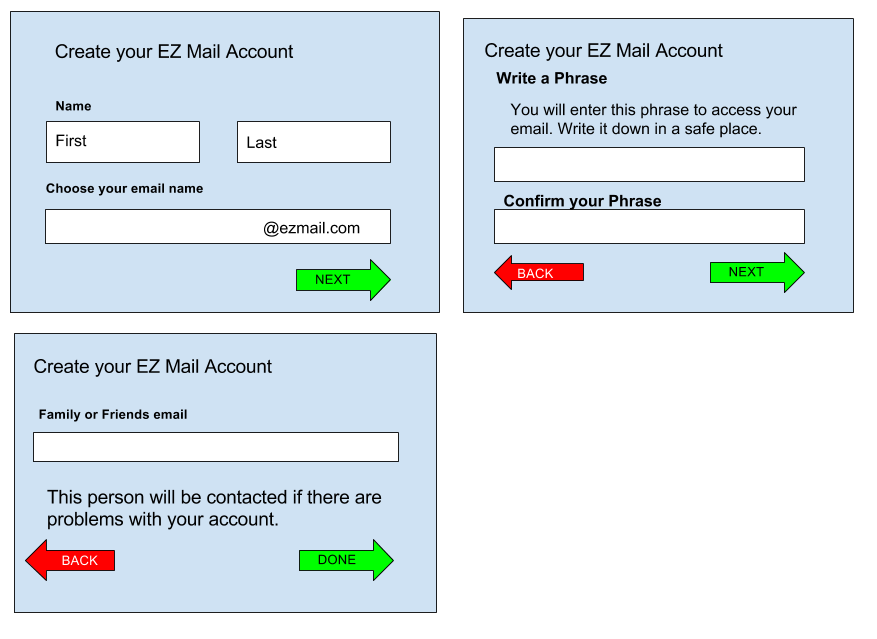 Create your EZ Mail Account
Name
First
Last
Choose your email name
@ezmail.com
NEXT
Create your EZ Mail Account
Write a Phrase
You will enter this phrase to access your
email. Write it down in a safe place.
Confirm your Phrase
BACK
NEXT
Create your EZ Mail Account
Family or Friends email
This person will be contacted if there are
problems with your account.
BACK
DONE